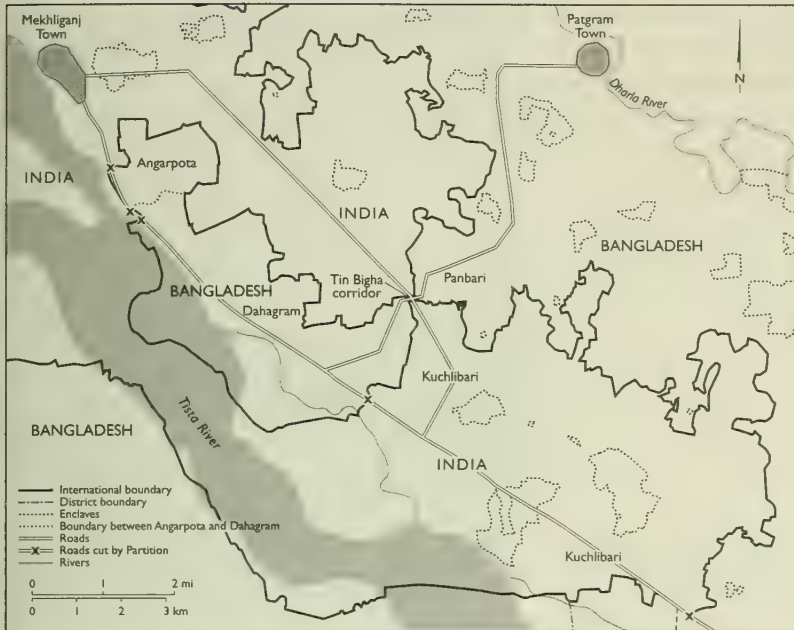 Mekhliganj
Town
Patgram
Town
N
Dharla River
Angarpota
INDIA
INDIA
BANGLADESH
Tin Bigha
corridor
Panbari
BANGLADESH
Dahagram
Kuchlibari
Tista River
BANGLADESH
INDIA
Kuchlibari
International boundary
District boundary
Enclaves
Boundary between Angarpota and Dahagram
Roads
x Roads cut by Partition
Rivers
0 1 2 mi
0 1 2 3 km